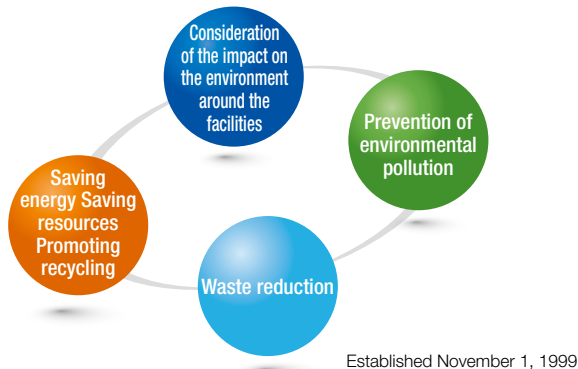 Consideration
of the impact on
the environment
around the
facilities
Prevention of
environmental
pollution
Saving
energy Saving
resources
Promoting
recycling
Waste reduction
Established November 1, 1999